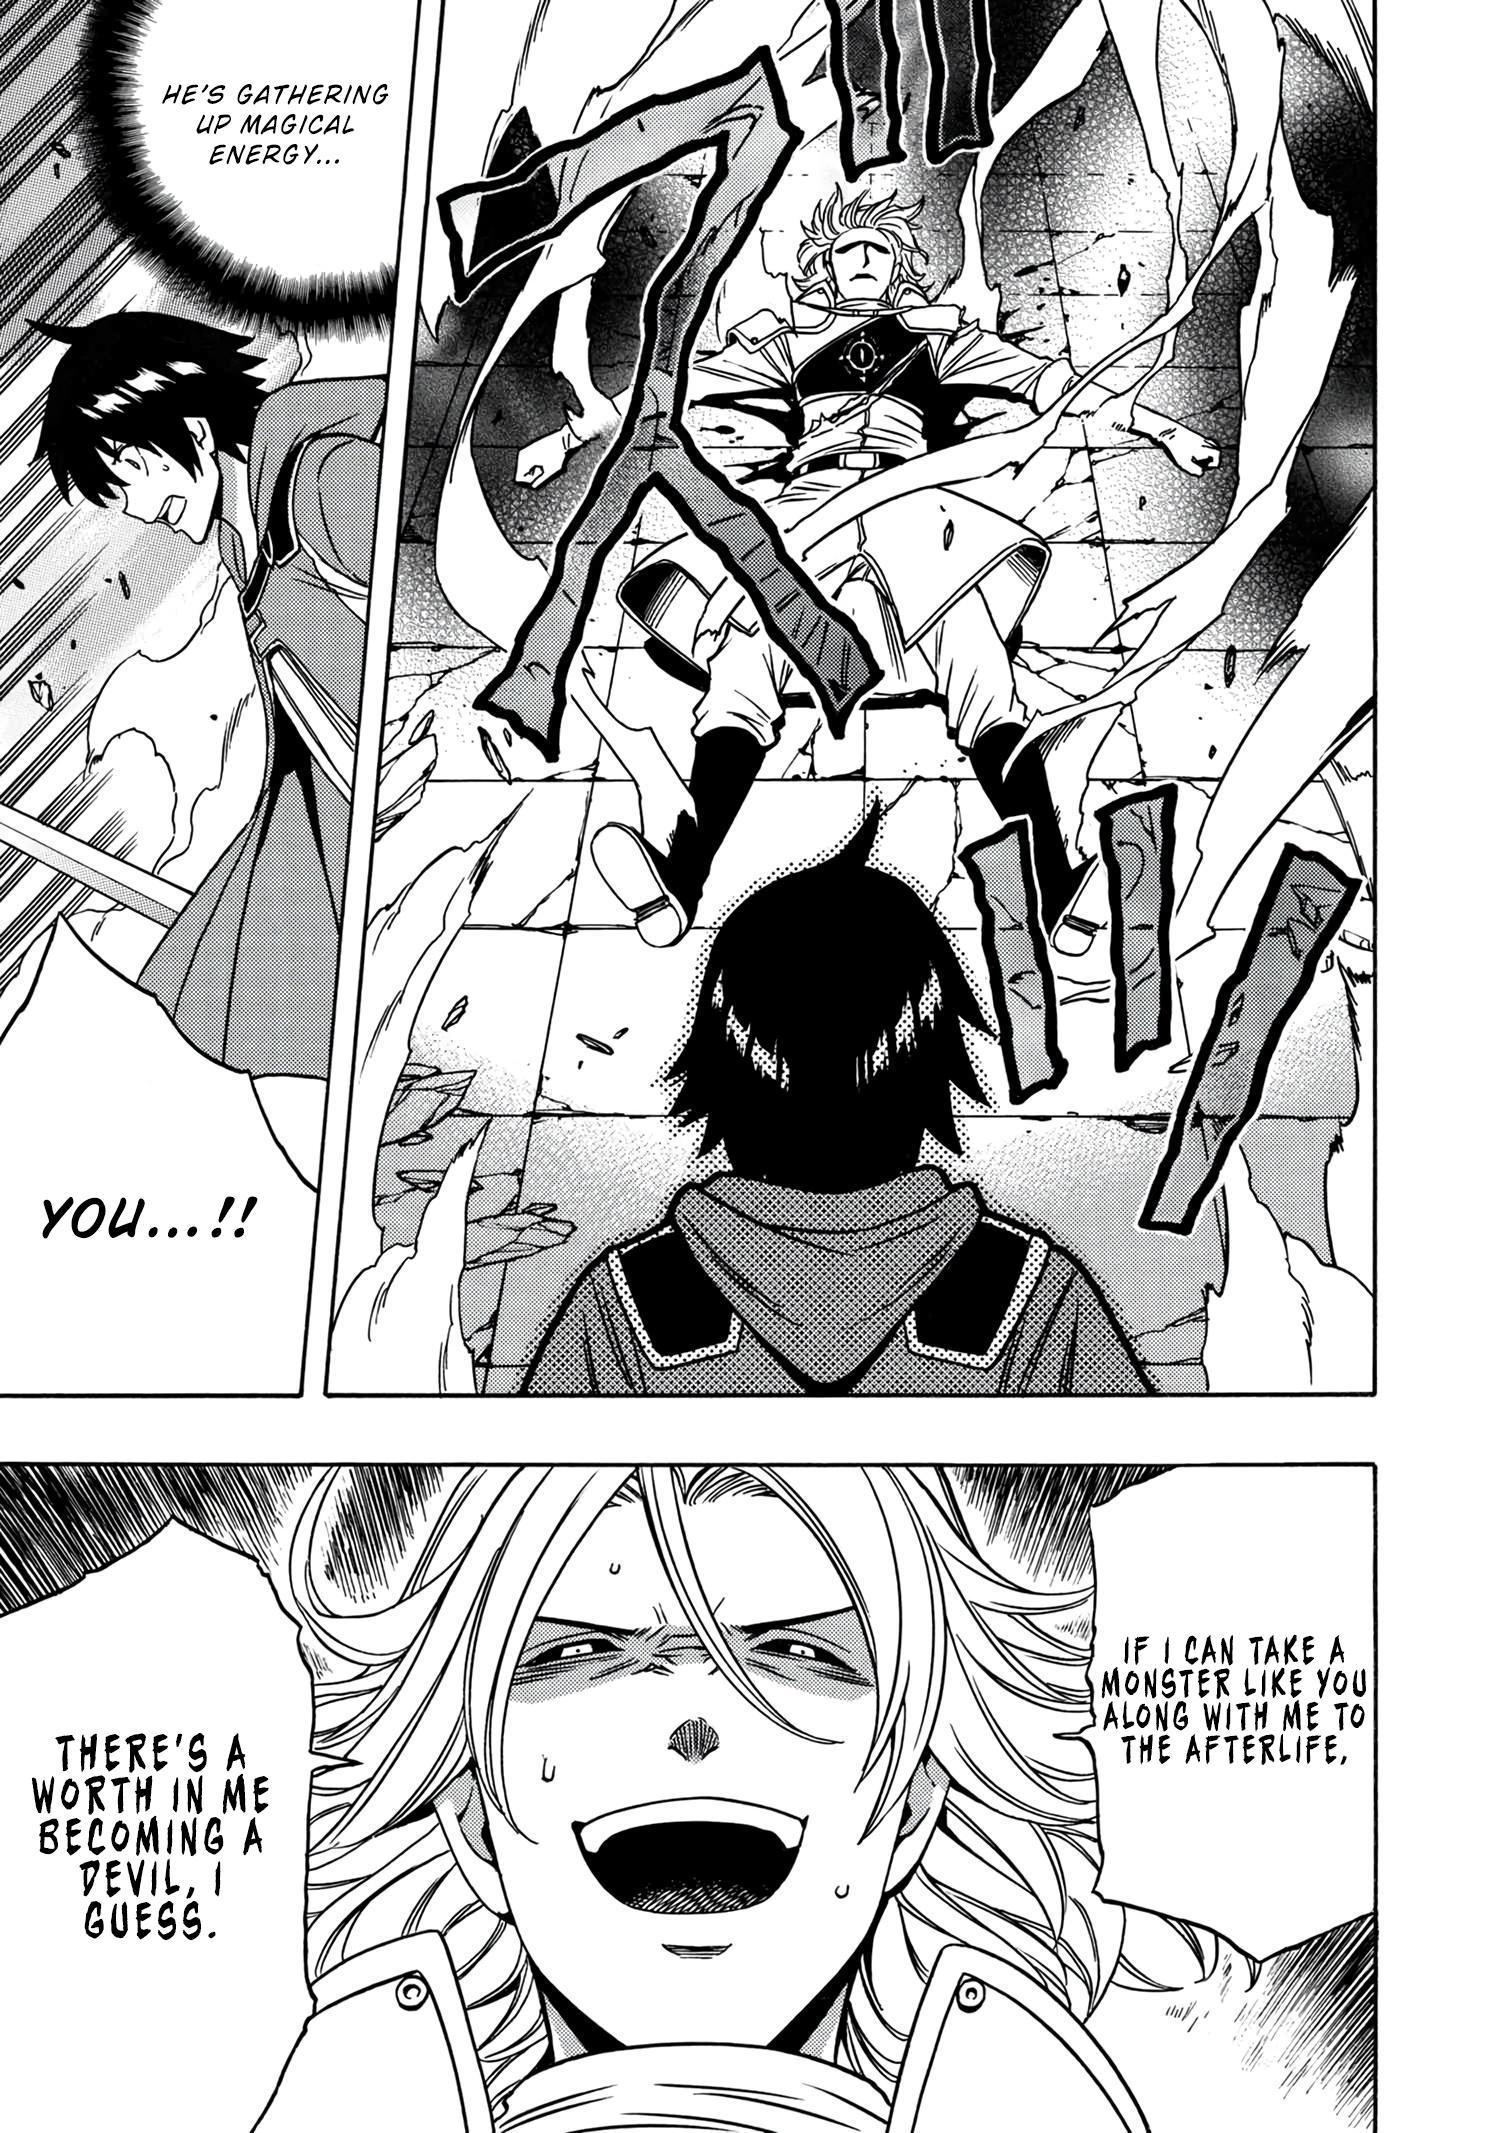 HE'S GATHERING
UP MAGICAL
ENERGY...
YOU...!!
IF I CAN TAKE A
MONSTER LIKE YOU
ALONG WITH ME TO
THE AFTERLIFE,
THERE'S A
WORTH IN ME
BECOMING A
DEVIL, I
GUESS.